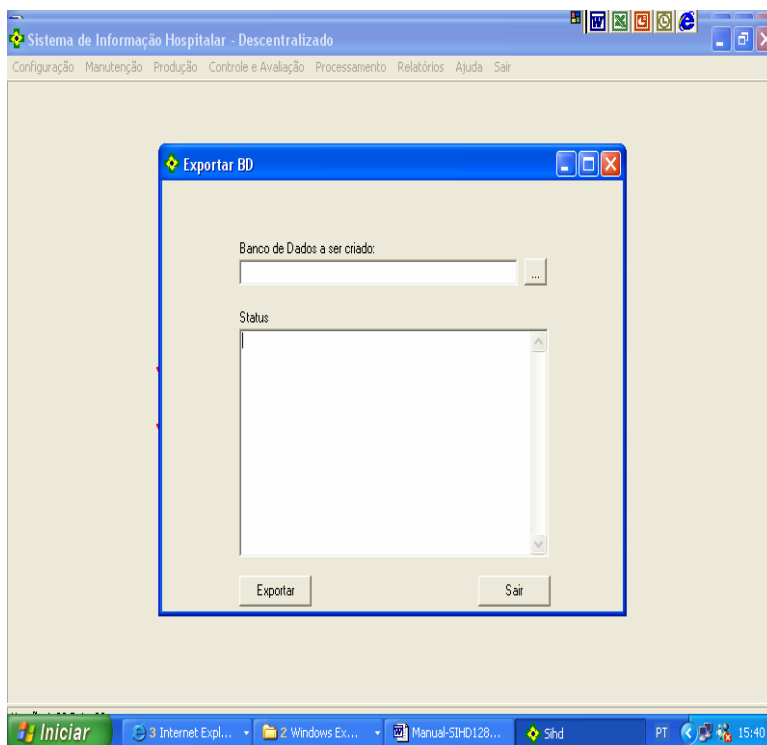 Sistema de Informação Hospitalar - Descentralizado
Configuração Manutenção Produção Controle e Avaliação Processamento Relatórios Ajuda Sair
Exportar BD
Banco de Dados a ser criado:
...
Status
Exportar Sair
Iniciar 3 Internet Expl... 2 Windows Ex... Manual-SIHD128... Sihd PT 15:40